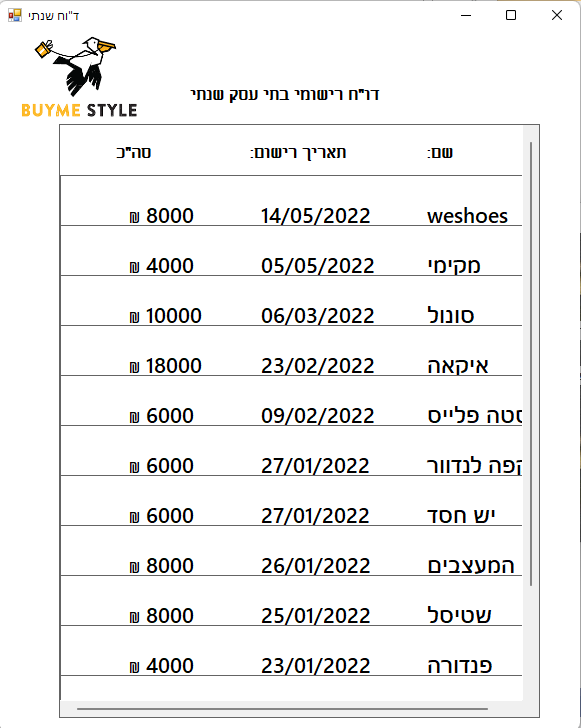 ד"וח שנתי
BUYME STYLE
דו"ח רישומי בתי עסק שנתי
שם: תאריך רישום: סה"כ
weshoes 14/05/2022 8000 ₪
מקימי 05/05/2022 4000 ₪
סונול 06/03/2022 10000 ₪
איקאה 23/02/2022 18000 ₪
פלייס 09/02/2022 6000 ₪
לנדוור 27/01/2022 6000 ₪
יש חסד 27/01/2022 6000 ₪
המעצבים 26/01/2022 8000 ₪
שטיסל 25/01/2022 8000 ₪
פנדורה 23/01/2022 4000 ₪